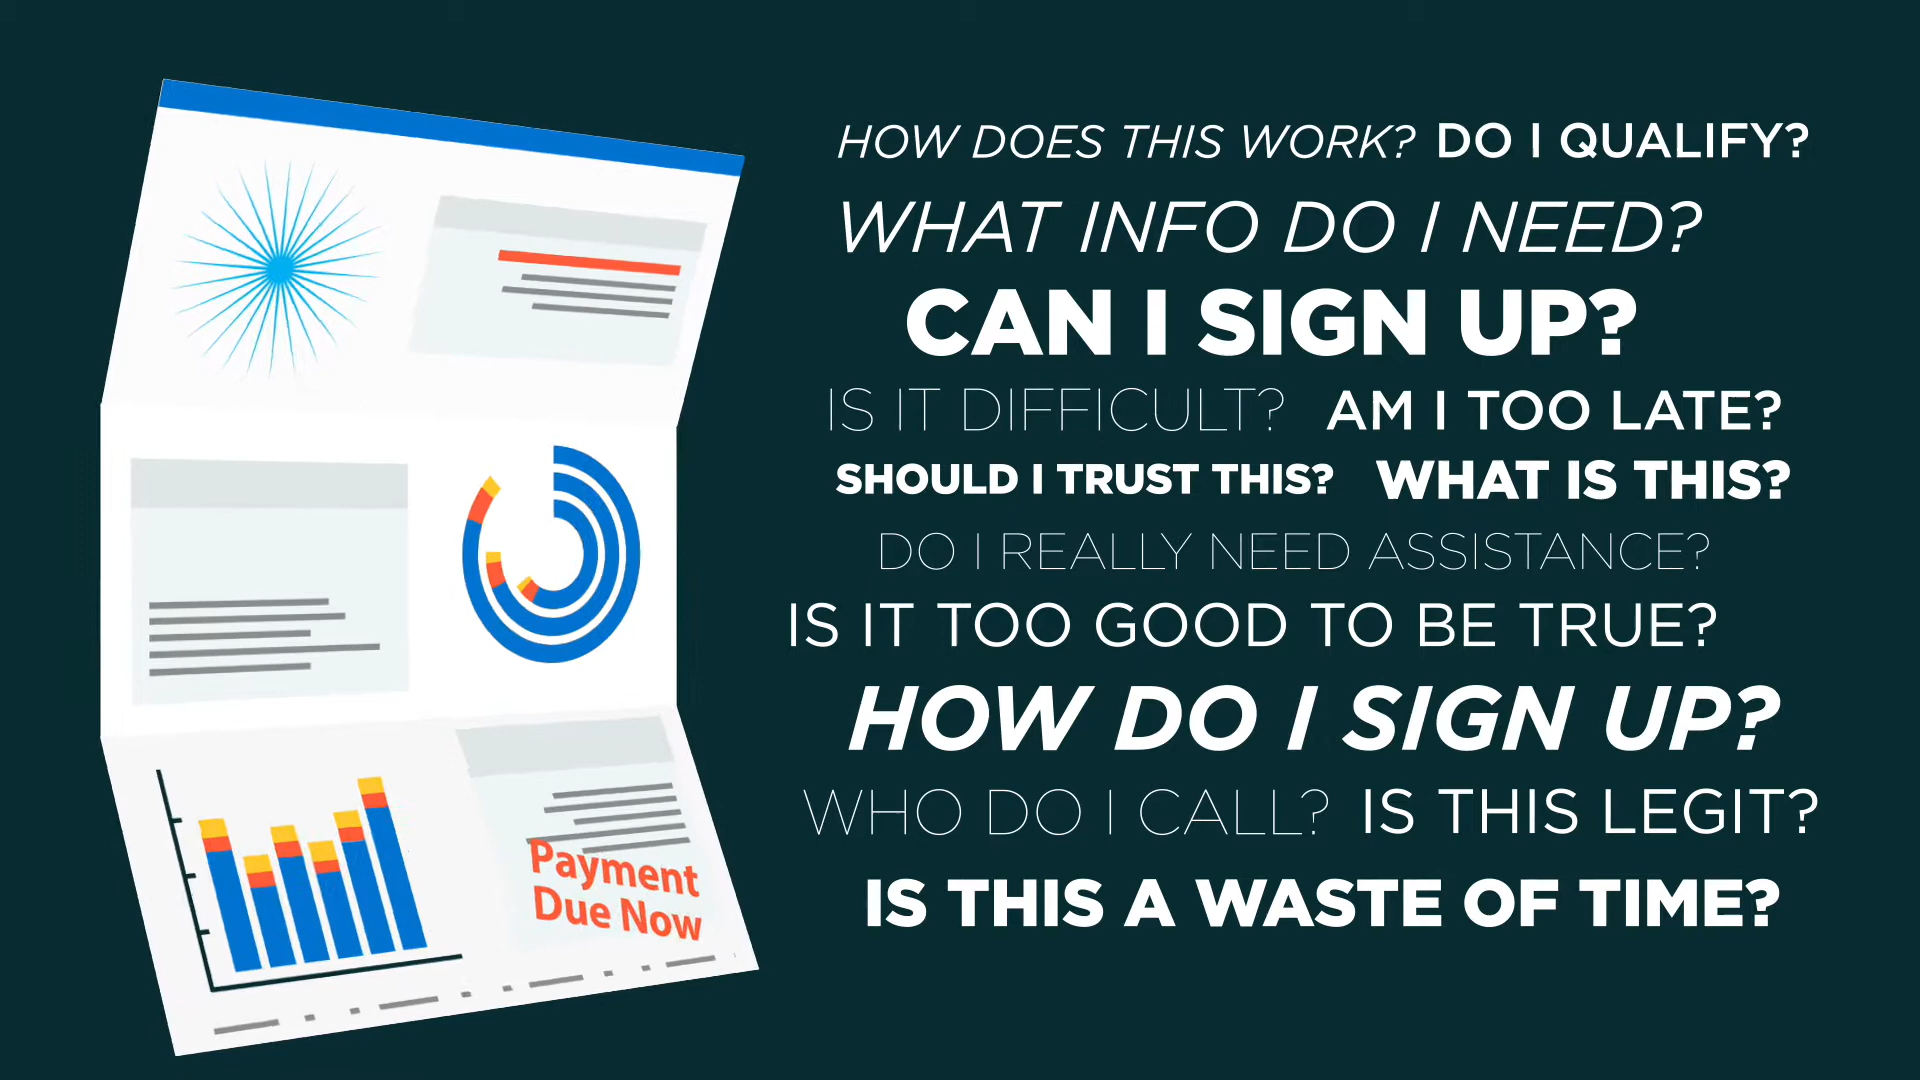 HOW DOES THIS WORK? DO I QUALIFY?
WHAT INFO DO I NEED?
CAN I SIGN UP?
IS IT DIFFICULT? AM I TOO LATE?
SHOULD I TRUST THIS? WHAT IS THIS?
DO I REALLY NEED ASSISTANCE?
IS IT TOO GOOD TO BE TRUE?
HOW DO I SIGN UP?
WHO DO I CALL? IS THIS LEGIT?
IS THIS A WASTE OF TIME?
Payment
Due Now